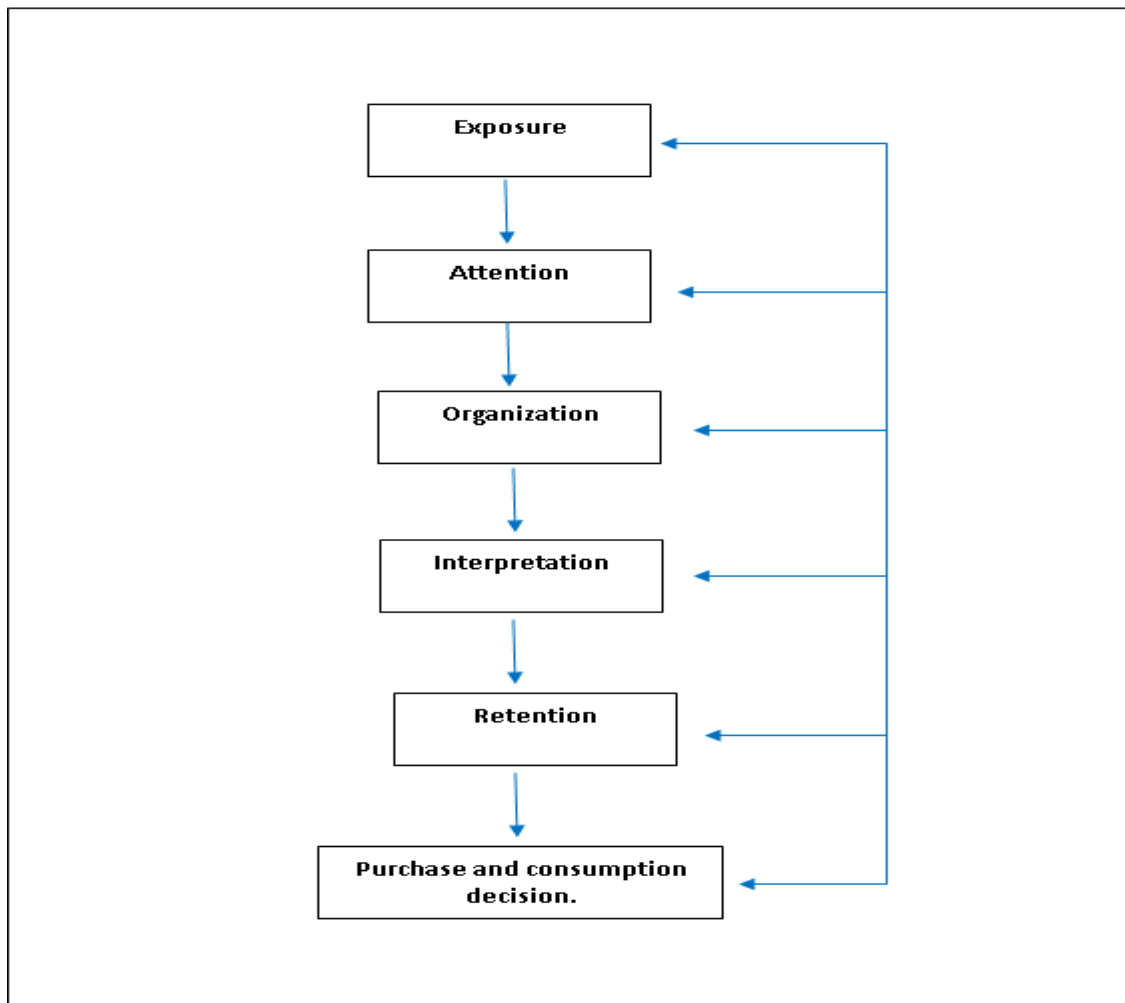 Exposure
Attention
Organization
Interpretation
Retention
Purchase and consumption
decision.